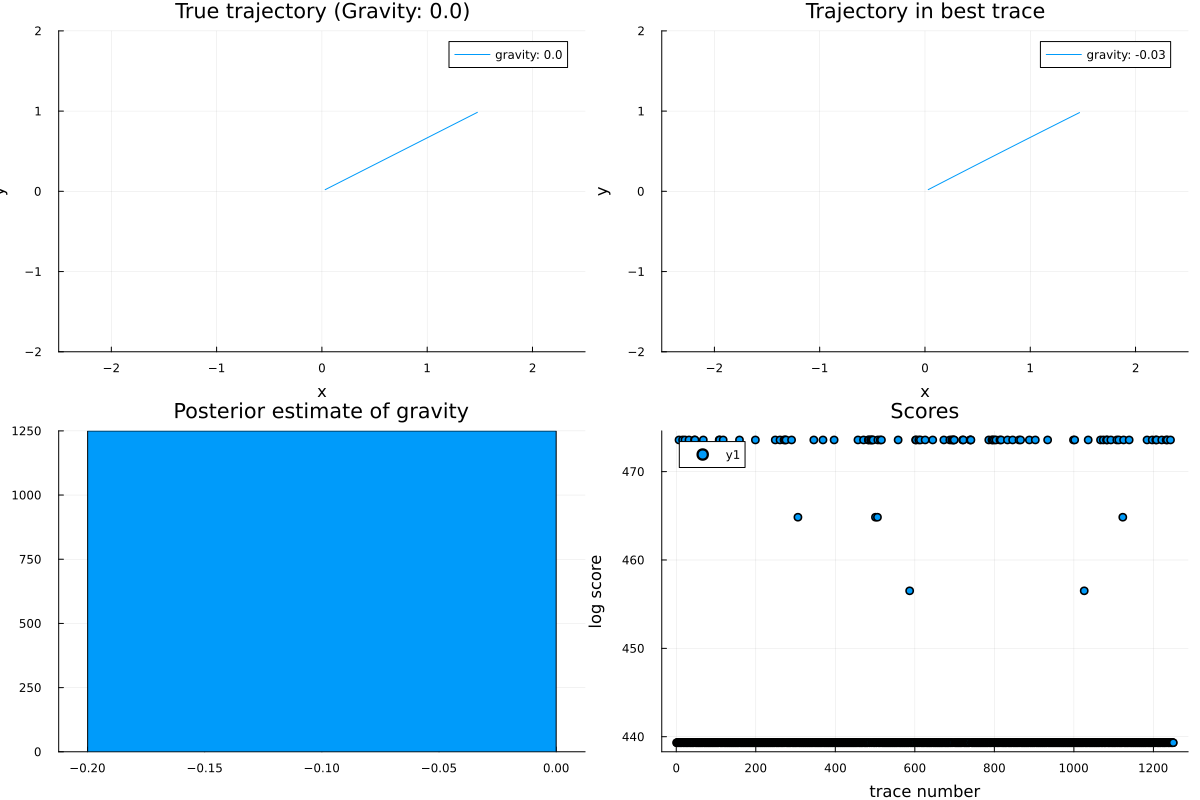 True trajectory (Gravity: 0.0)
gravity: 0.0
2
1
0
−1
−2
y
−2 −1 0 1 2
x
Trajectory in best trace
gravity: -0.03
2
1
0
−1
−2
y
−2 −1 0 1 2
x
Posterior estimate of gravity
1250
1000
750
500
250
0
−0.20 −0.15 −0.10 −0.05 0.00
Scores
y1
470
460
450
440
log score
0 200 400 600 800 1000 1200
trace number